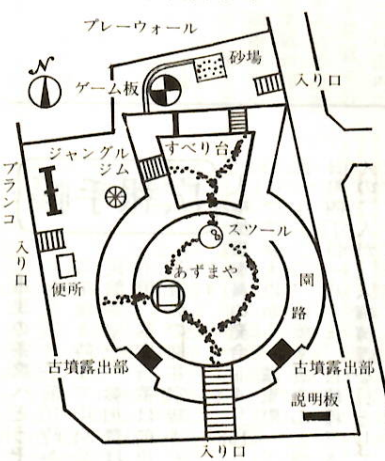 プレーウォール
砂場
N
ゲーム板
入り口
すべり台
ジャングル
ジム
ブランコ
スツール
入り口
あずまや
便所
園路
古墳露出部
古墳露出部
説明板
入り口